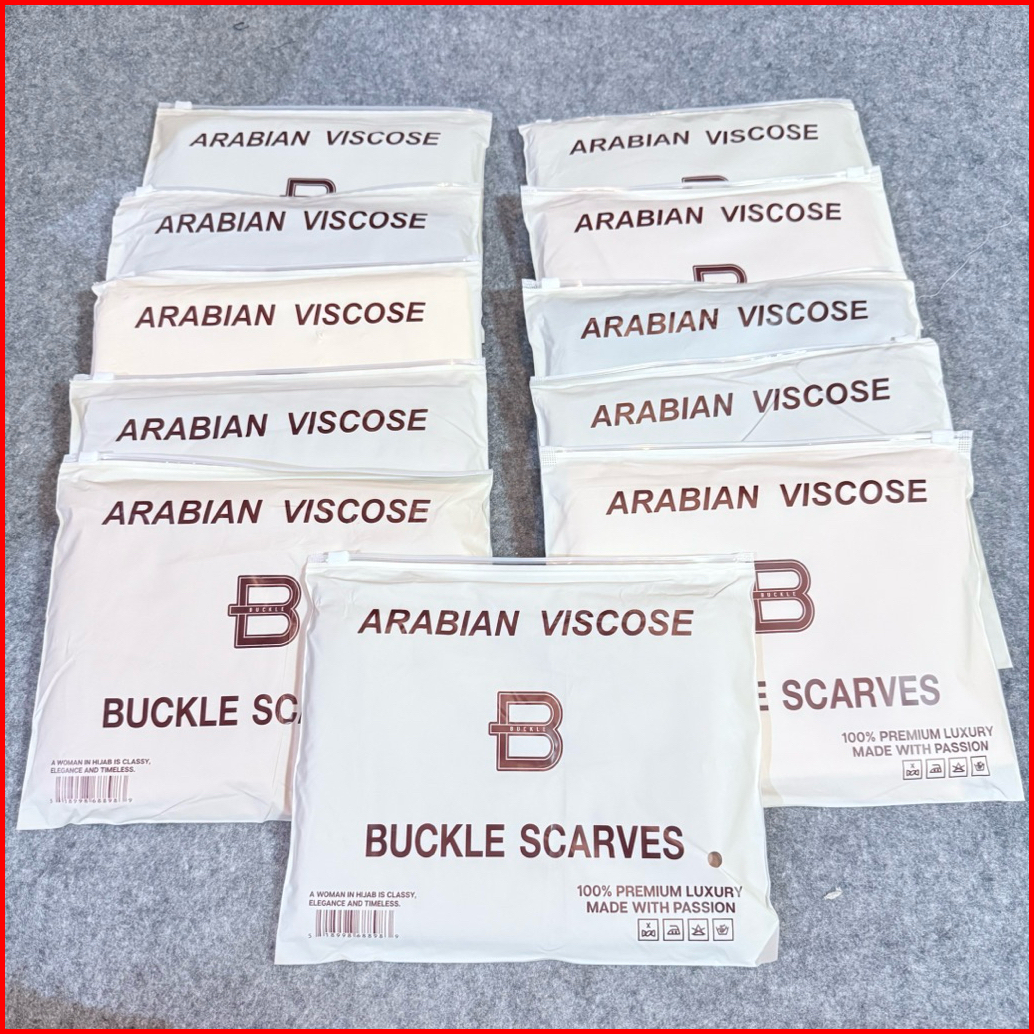 ARABIAN VISCOSE
ARABIAN VISCOSE
ARABIAN VISCOSE
ARABIAN VISCOSE
ARABIAN VISCOSE
B
BUCKLE
BUCKLE SC
A WOMAN IN HIJAB IS CLASSY,
ELEGANCE AND TIMELESS.
ARABIAN VISCOSE
ARABIAN VISCOSE
ARABIAN VISCOSE
ARABIAN VISCOSE
ARABIAN VISCOSE
BUCKLE
SCARVES
100% PREMIUM LUXURY
MADE WITH PASSION
ARABIAN VISCOSE
B
BUCKLE
BUCKLE SCARVES
A WOMAN IN HIJAB IS CLASSY,
ELEGANCE AND TIMELESS.
100% PREMIUM LUXURY
MADE WITH PASSION